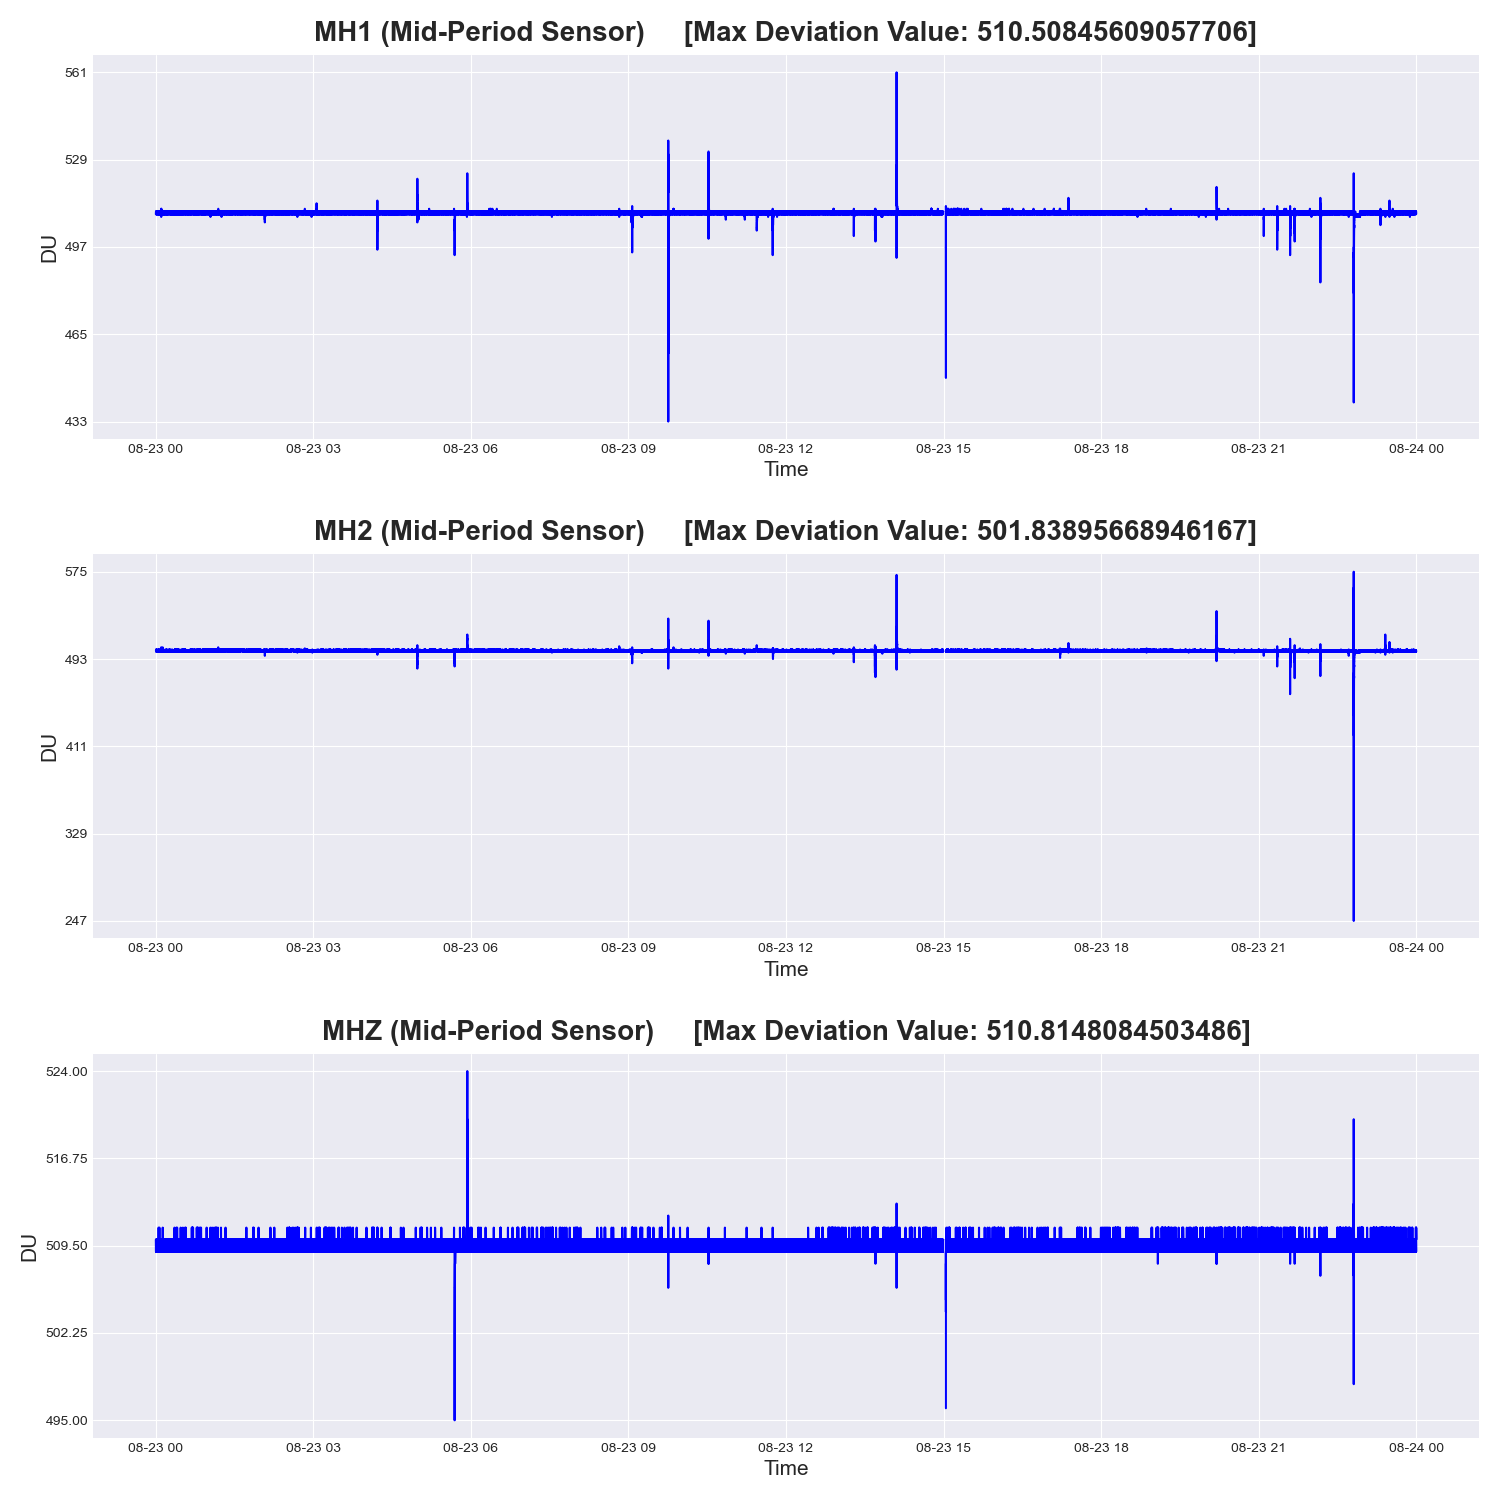 MH1 (Mid-Period Sensor) [Max Deviation Value: 510.50845609057706]
561
529
497
465
433
DU
08-23 00 08-23 03 08-23 06 08-23 09 08-23 12 08-23 15 08-23 18 08-23 21 08-24 00
Time
MH2 (Mid-Period Sensor) [Max Deviation Value: 501.83895668946167]
575
493
411
329
247
DU
08-23 00 08-23 03 08-23 06 08-23 09 08-23 12 08-23 15 08-23 18 08-23 21 08-24 00
Time
MHZ (Mid-Period Sensor) [Max Deviation Value: 510.8148084503486]
524.00
516.75
509.50
502.25
495.00
DU
08-23 00 08-23 03 08-23 06 08-23 09 08-23 12 08-23 15 08-23 18 08-23 21 08-24 00
Time